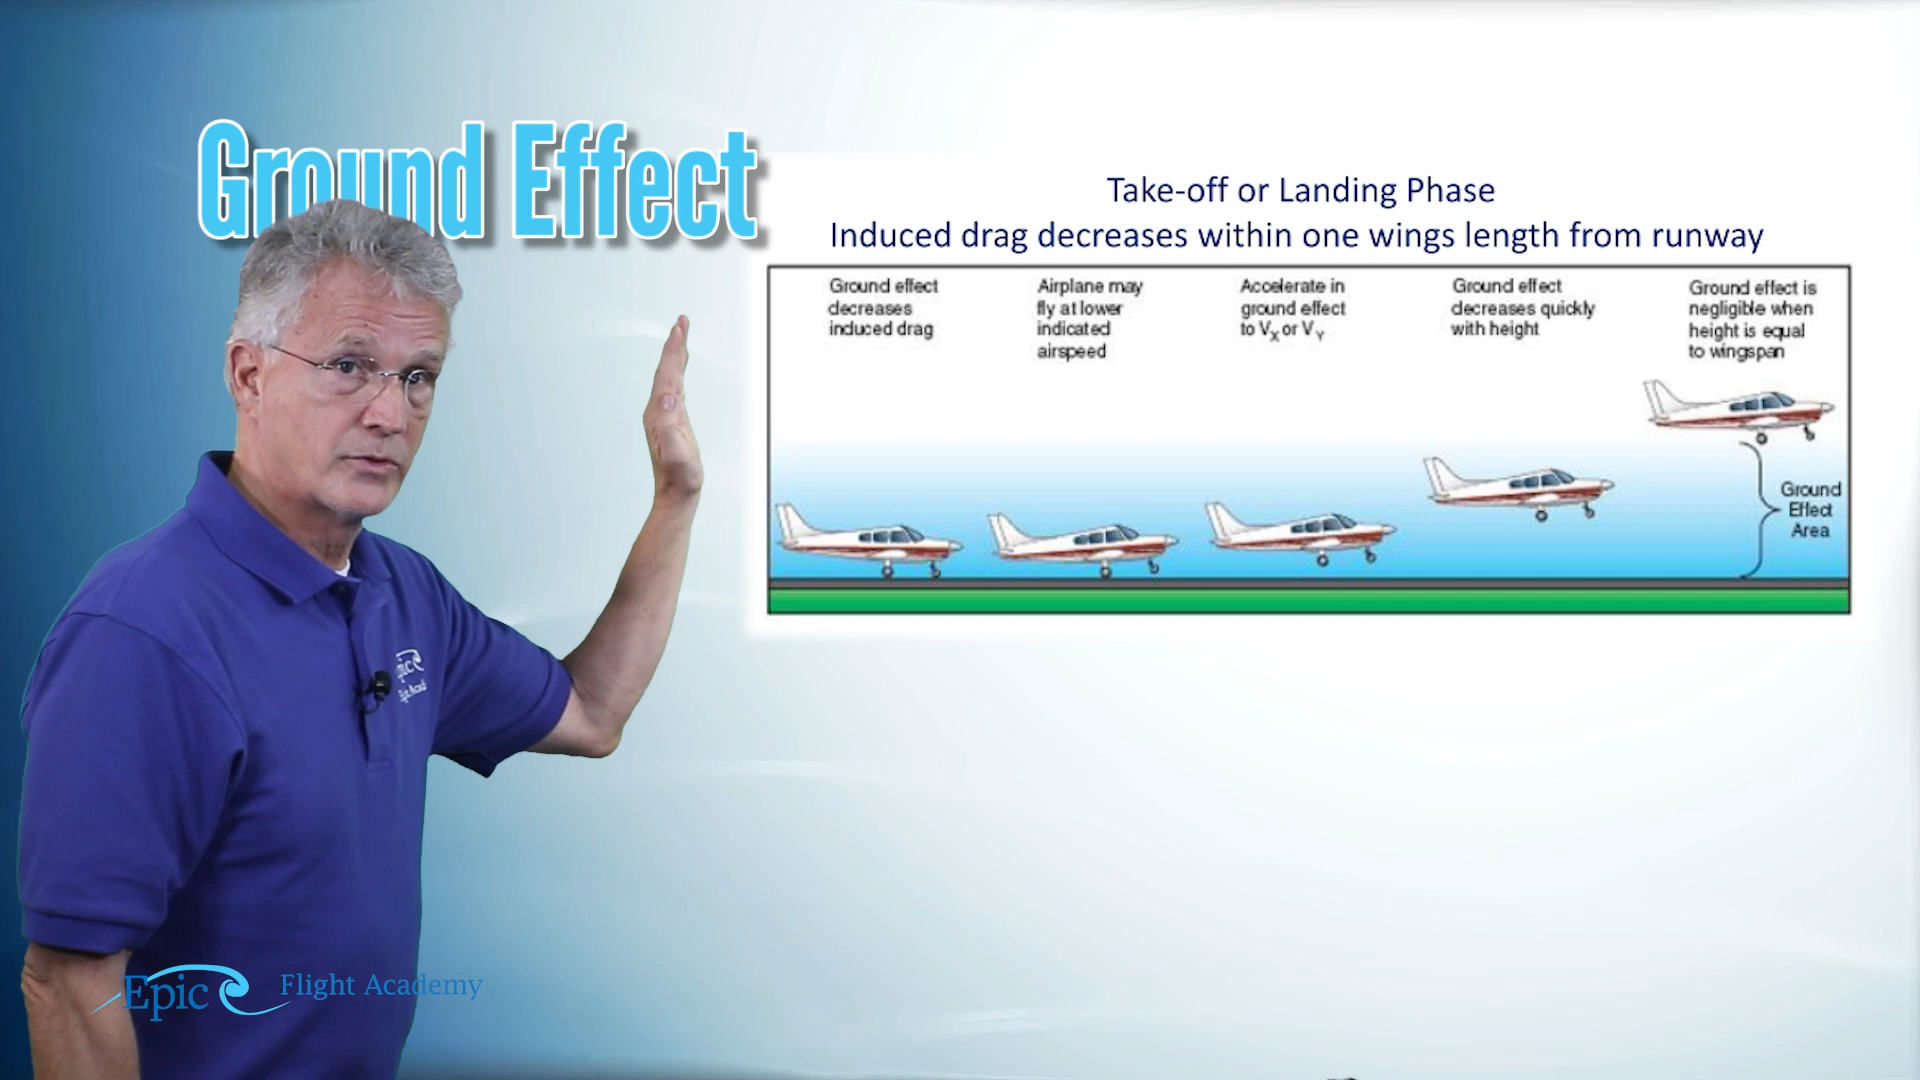 Ground Effect
Take-off or Landing Phase
Induced drag decreases within one wings length from runway
Ground effect
decreases
induced drag
Airplane may
fly at lower
indicated
airspeed
Accelerate in
ground effect
to Vx or VY
Ground effect
decreases quickly
with height
Ground effect is
negligible when
height is equal
to wingspan
Ground
Effect
Area
Epic Flight Academy